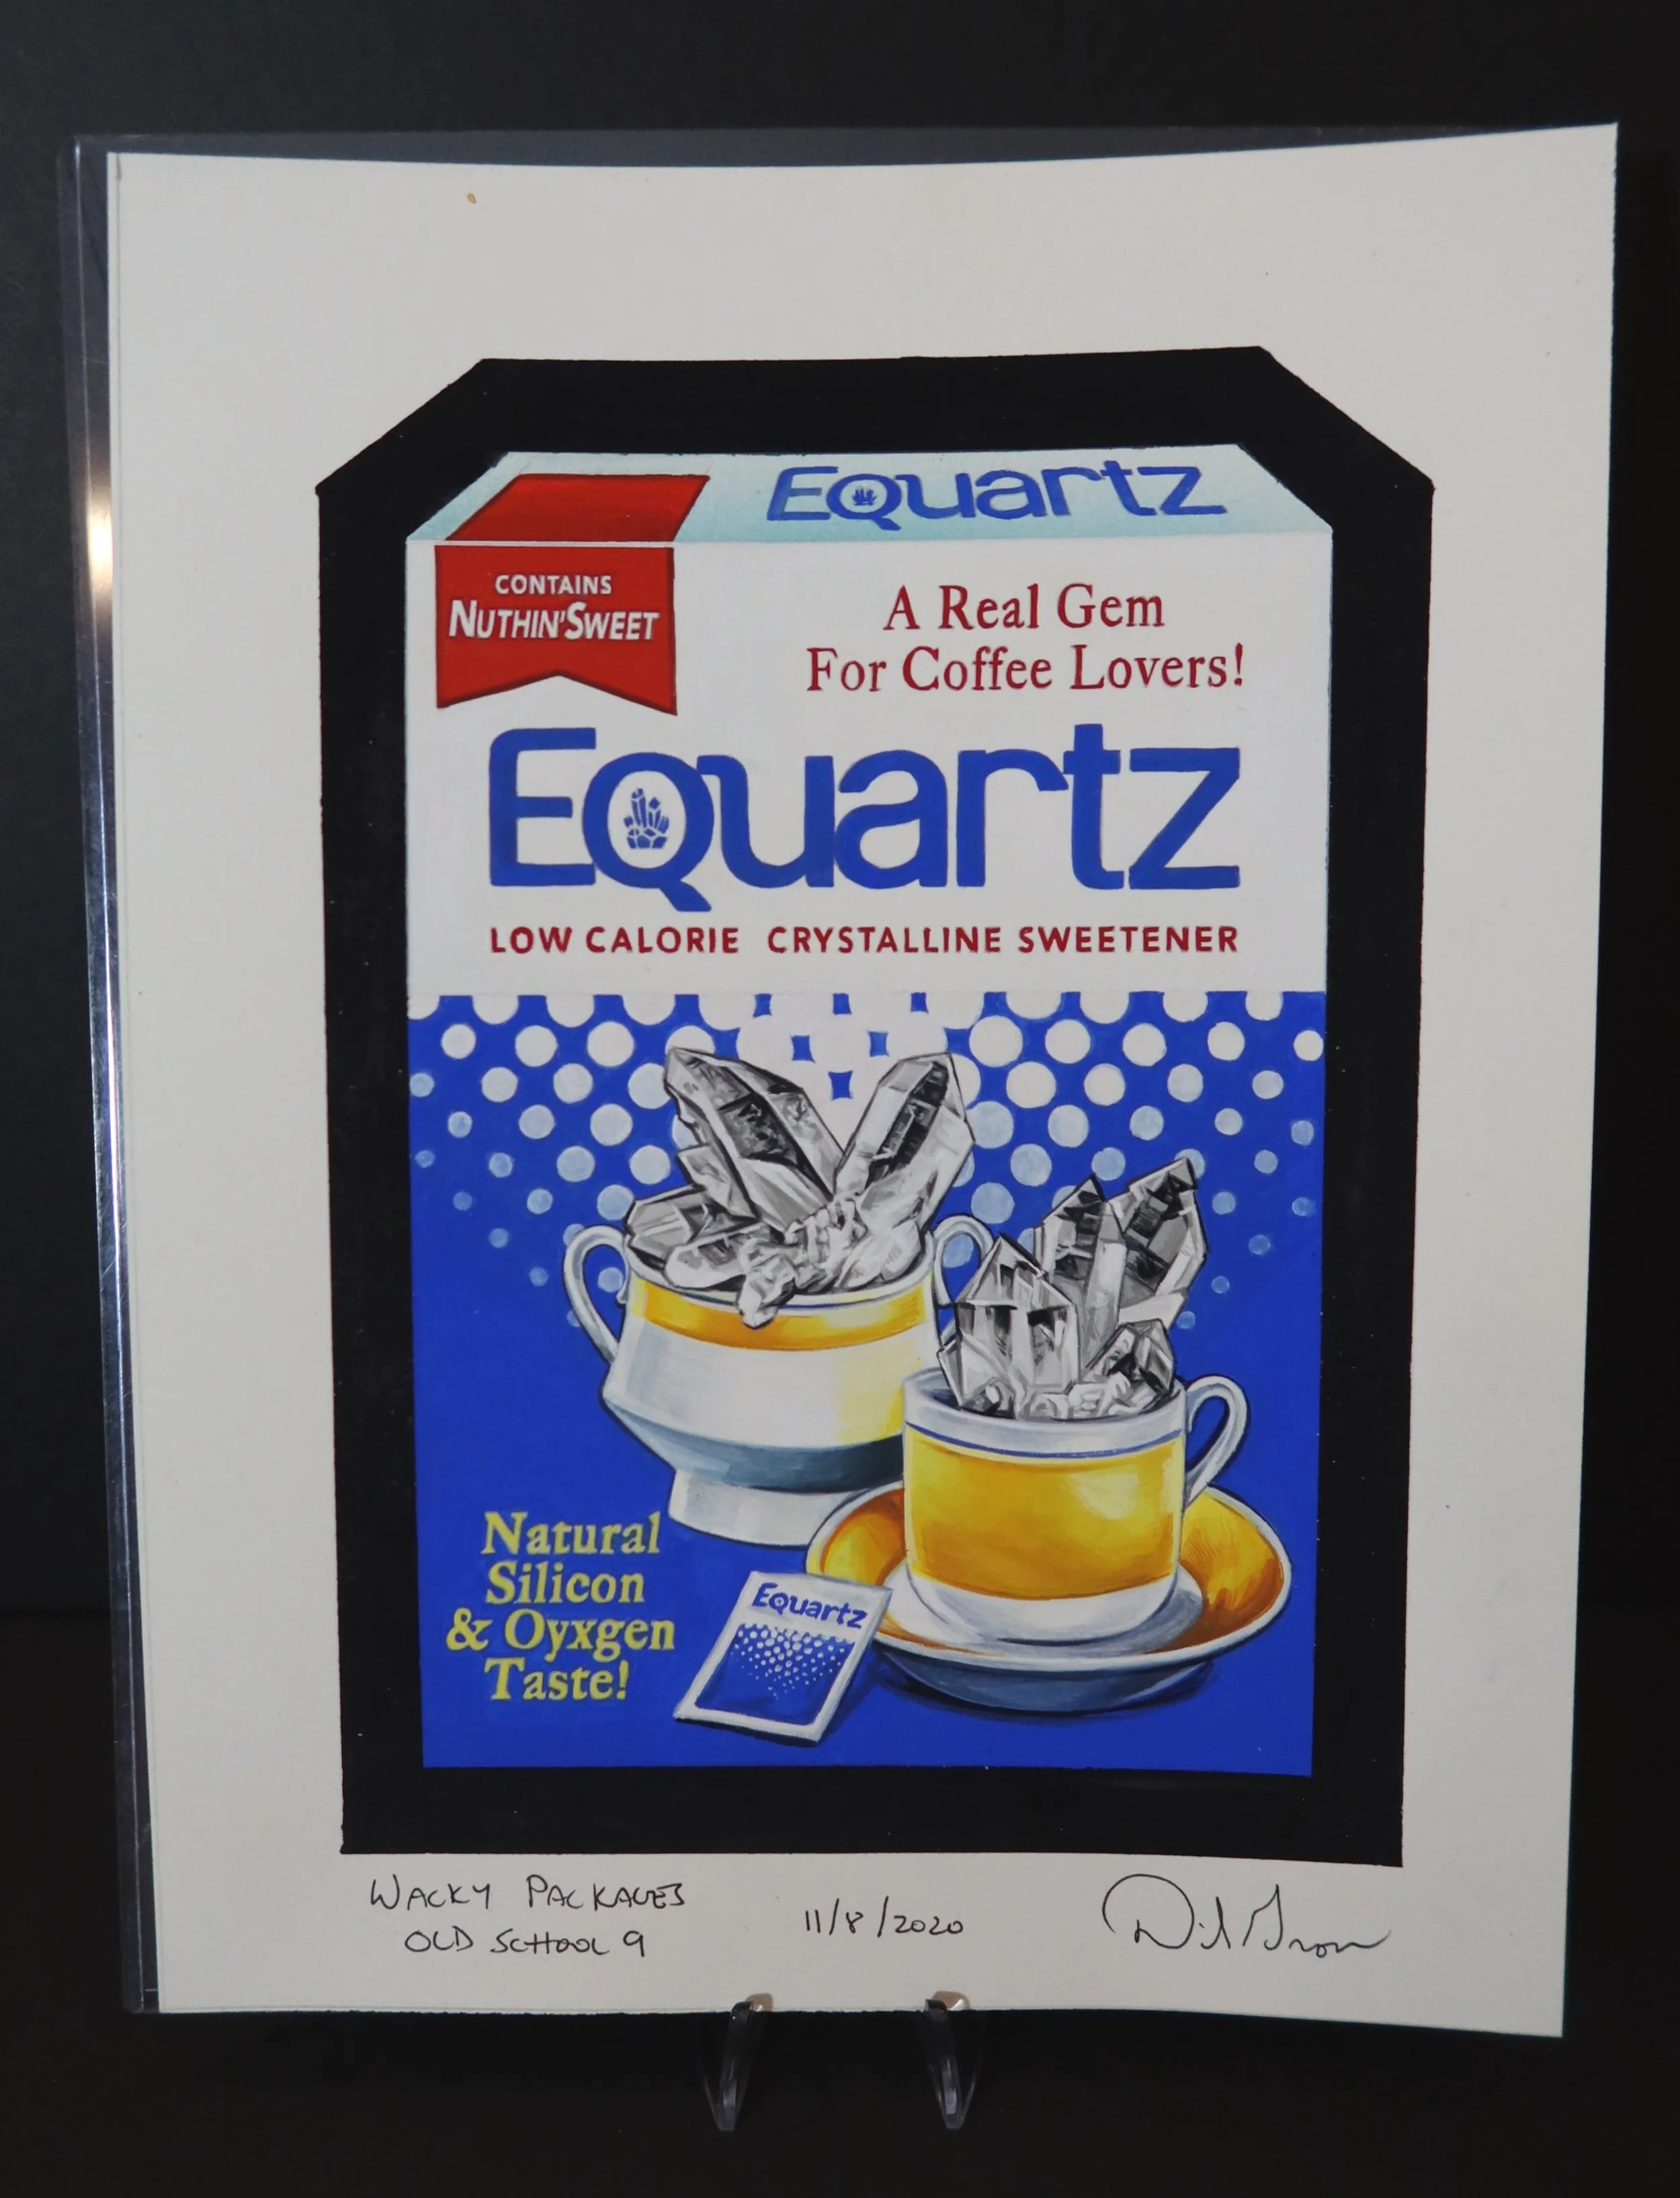 Equartz
CONTAINS
NUTHIN'SWEET
A Real Gem
For Coffee Lovers!
Equartz
LOW CALORIE CRYSTALLINE SWEETENER
Natural
Silicon
& Oyxgen
Taste!
Equartz
WACKY PACKAGES
OLD SCHOOL 9
11/8/2020